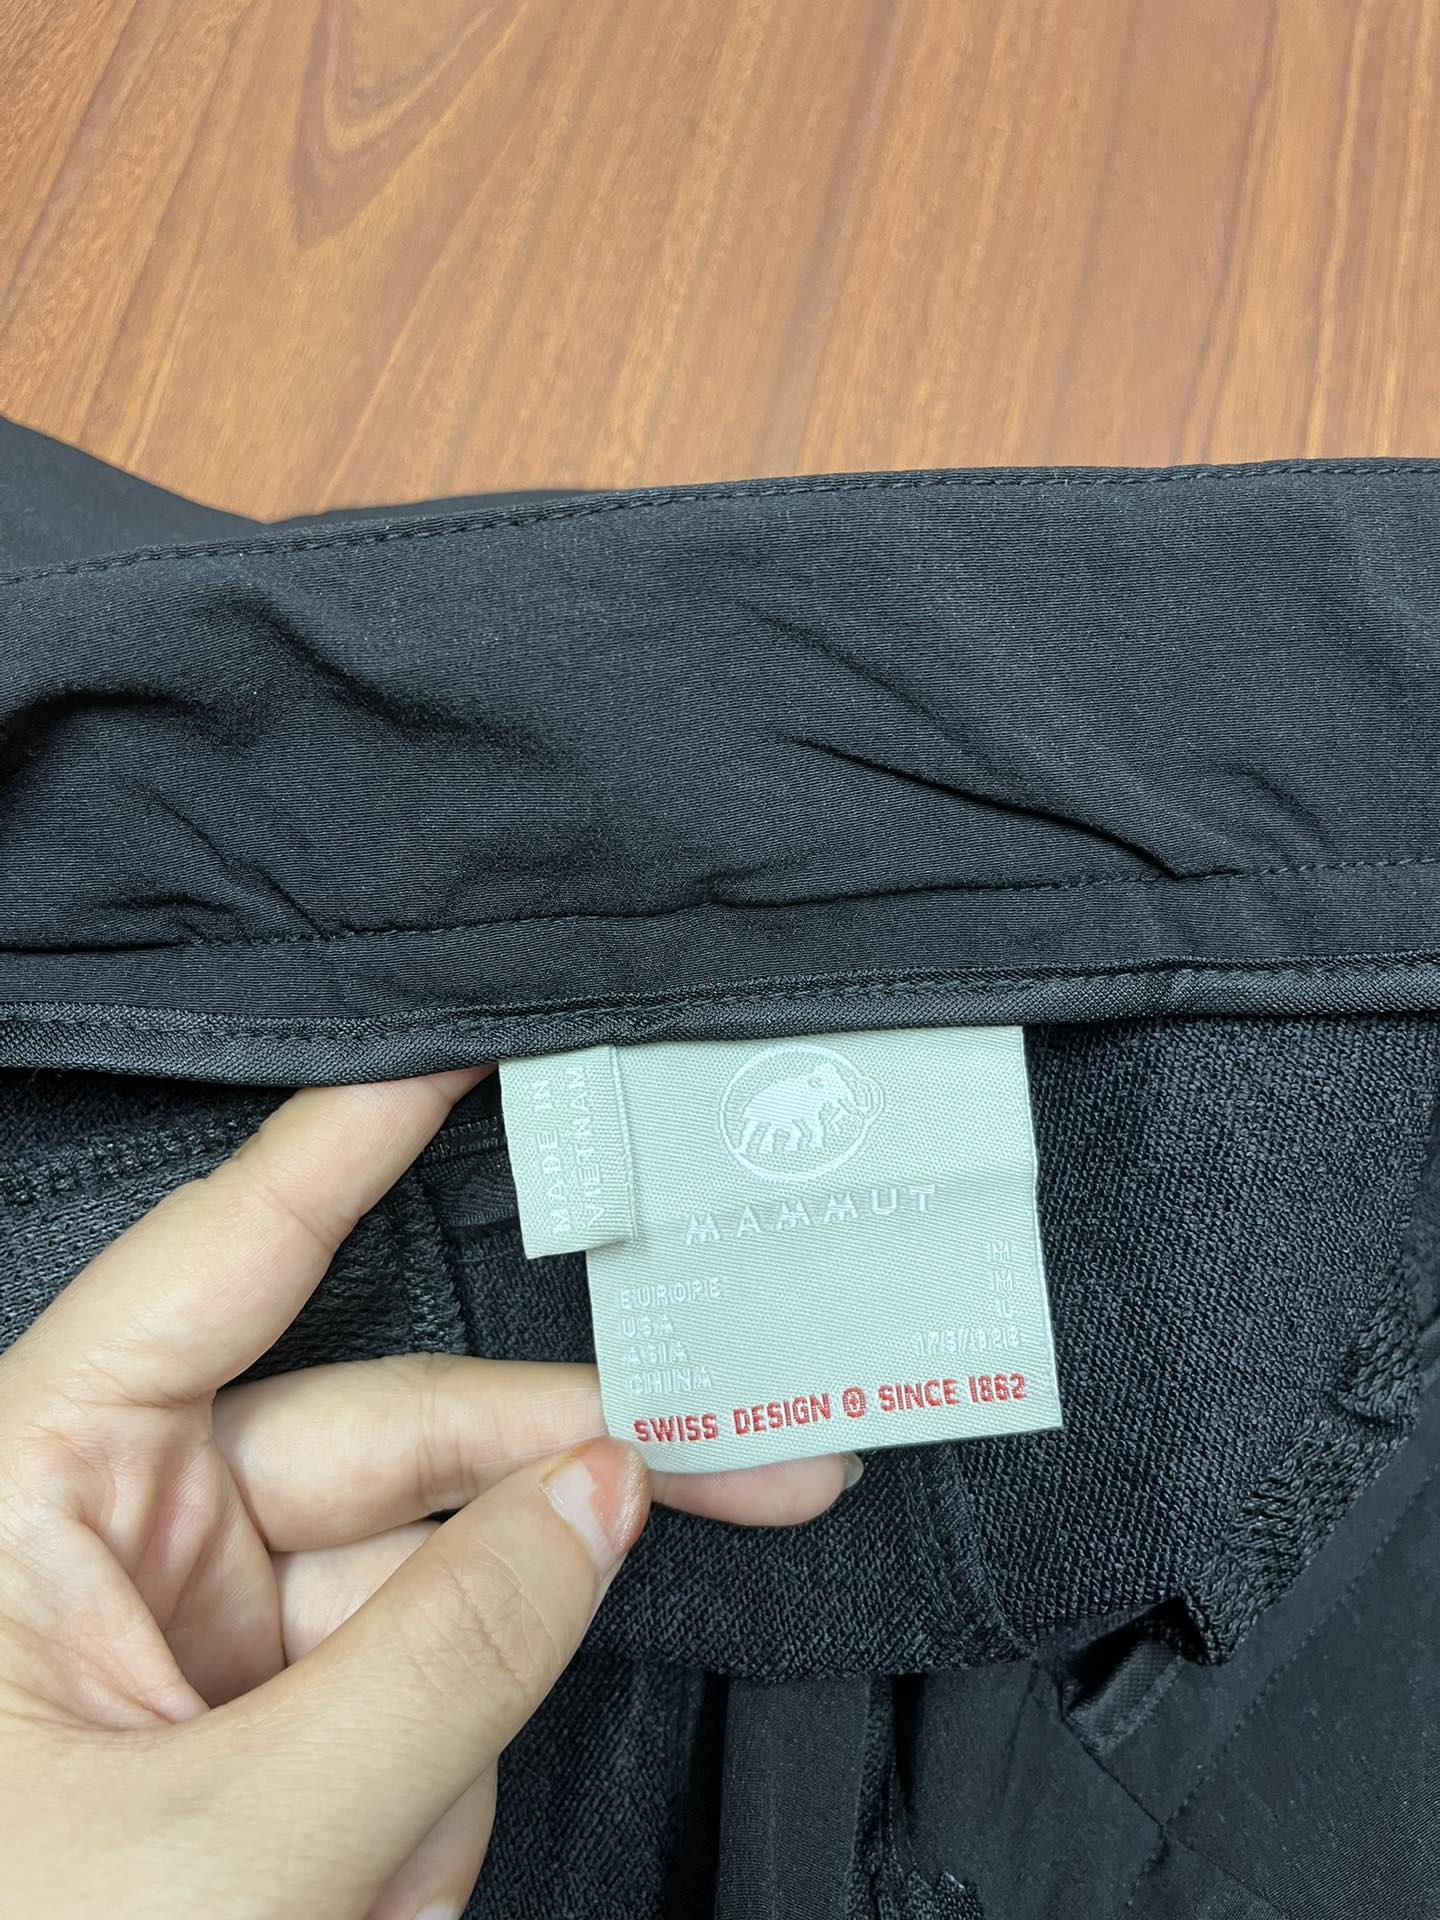 MADE IN
VIETNAM
MAMMUT
EUROPE M
USA M
ASIA L
CHINA
SWISS DESIGN SINCE 1862